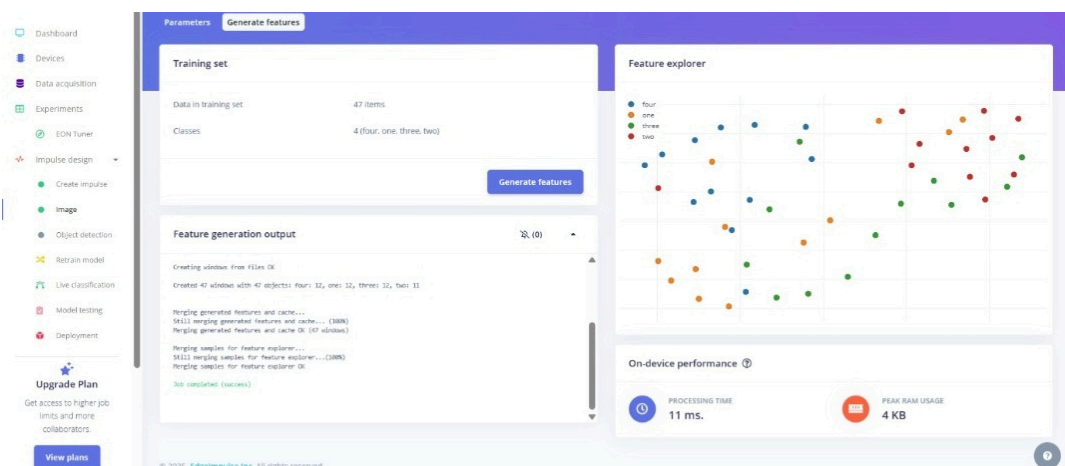 Dashboard
Devices
Data acquisition
Experiments
EON Tuner
Impulse design
Create impulse
Image
Object detection
Retrain model
Live classification
Model testing
Deployment
Upgrade Plan
Get access to higher job
limits and more
collaborators.
View plans
Parameters
Generate features
Training set
Data in training set
47 items
Classes
4 (four, one, three, two)
Generate features
Feature generation output
(0)
Creating windows from files OK
Created 47 windows with 47 objects: four: 12, one: 12, three: 12, two: 11
Merging generated features and cache...
Still merging generated features and cache... (100%)
Merging generated features and cache OK (47 windows)
Merging samples for feature explorer...
Still merging samples for feature explorer...(100%)
Merging samples for feature explorer OK
Job completed (success)
Feature explorer
four
one
three
two
On-device performance
?
PROCESSING TIME
11 ms.
PEAK RAM USAGE
4 KB
?